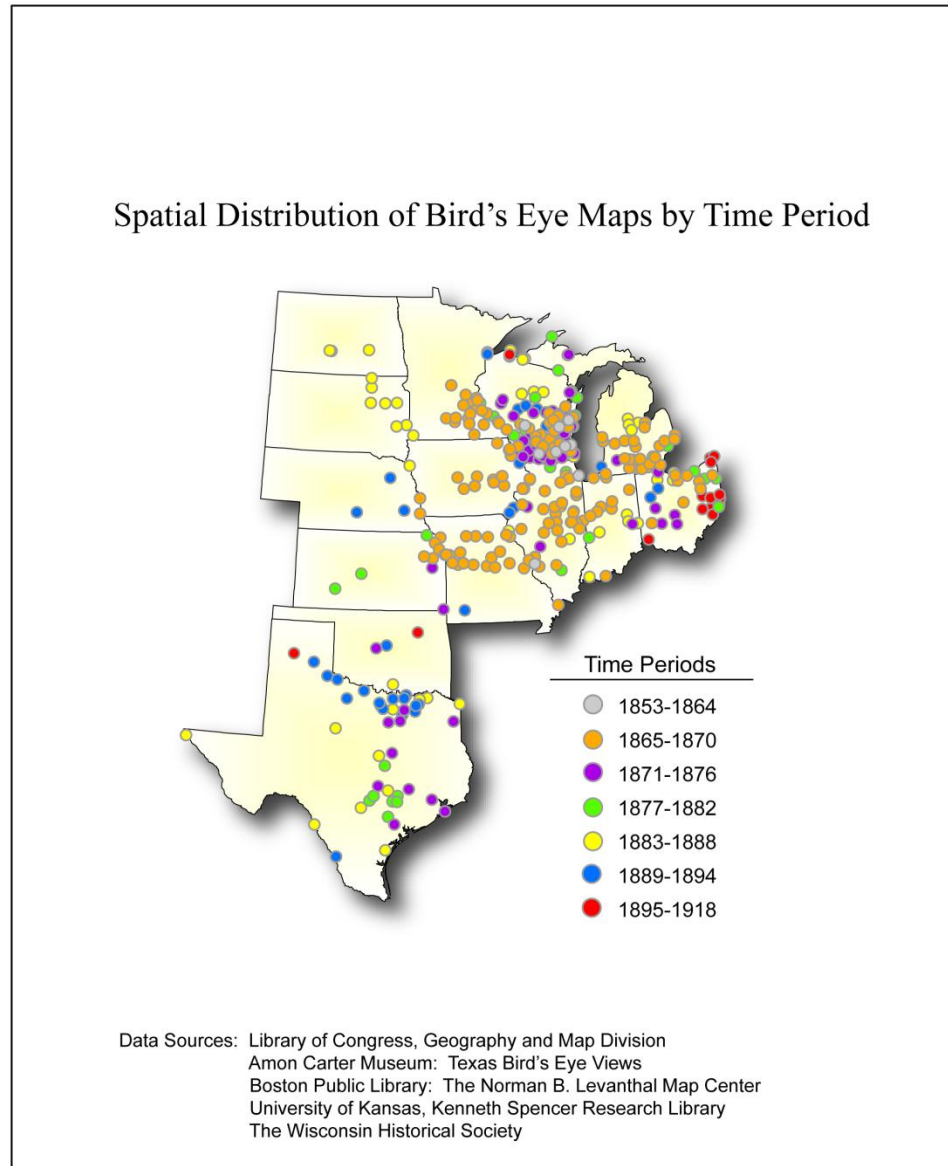 Spatial Distribution of Bird’s Eye Maps by Time Period
Time Periods
1853-1864
1865-1870
1871-1876
1877-1882
1883-1888
1889-1894
1895-1918
Data Sources: Library of Congress, Geography and Map Division
Amon Carter Museum: Texas Bird’s Eye Views
Boston Public Library: The Norman B. Levanthal Map Center
University of Kansas, Kenneth Spencer Research Library
The Wisconsin Historical Society